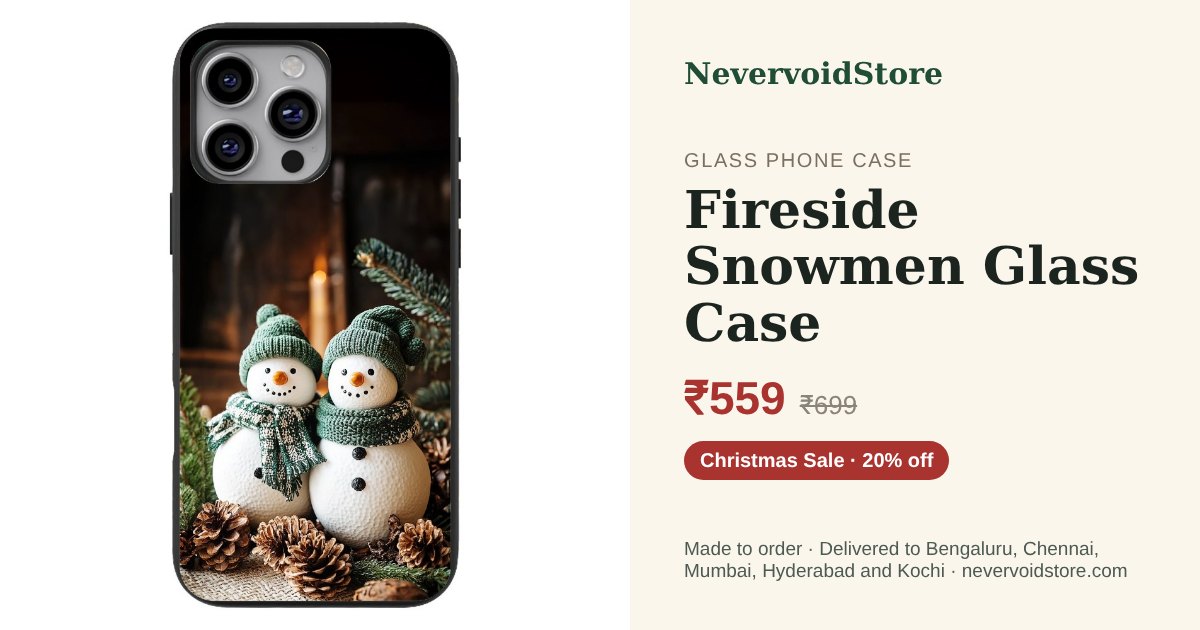 NevervoidStore
GLASS PHONE CASE
Fireside
Snowmen Glass
Case
₹559 ₹699
Christmas Sale · 20% off
Made to order · Delivered to Bengaluru, Chennai,
Mumbai, Hyderabad and Kochi · nevervoidstore.com